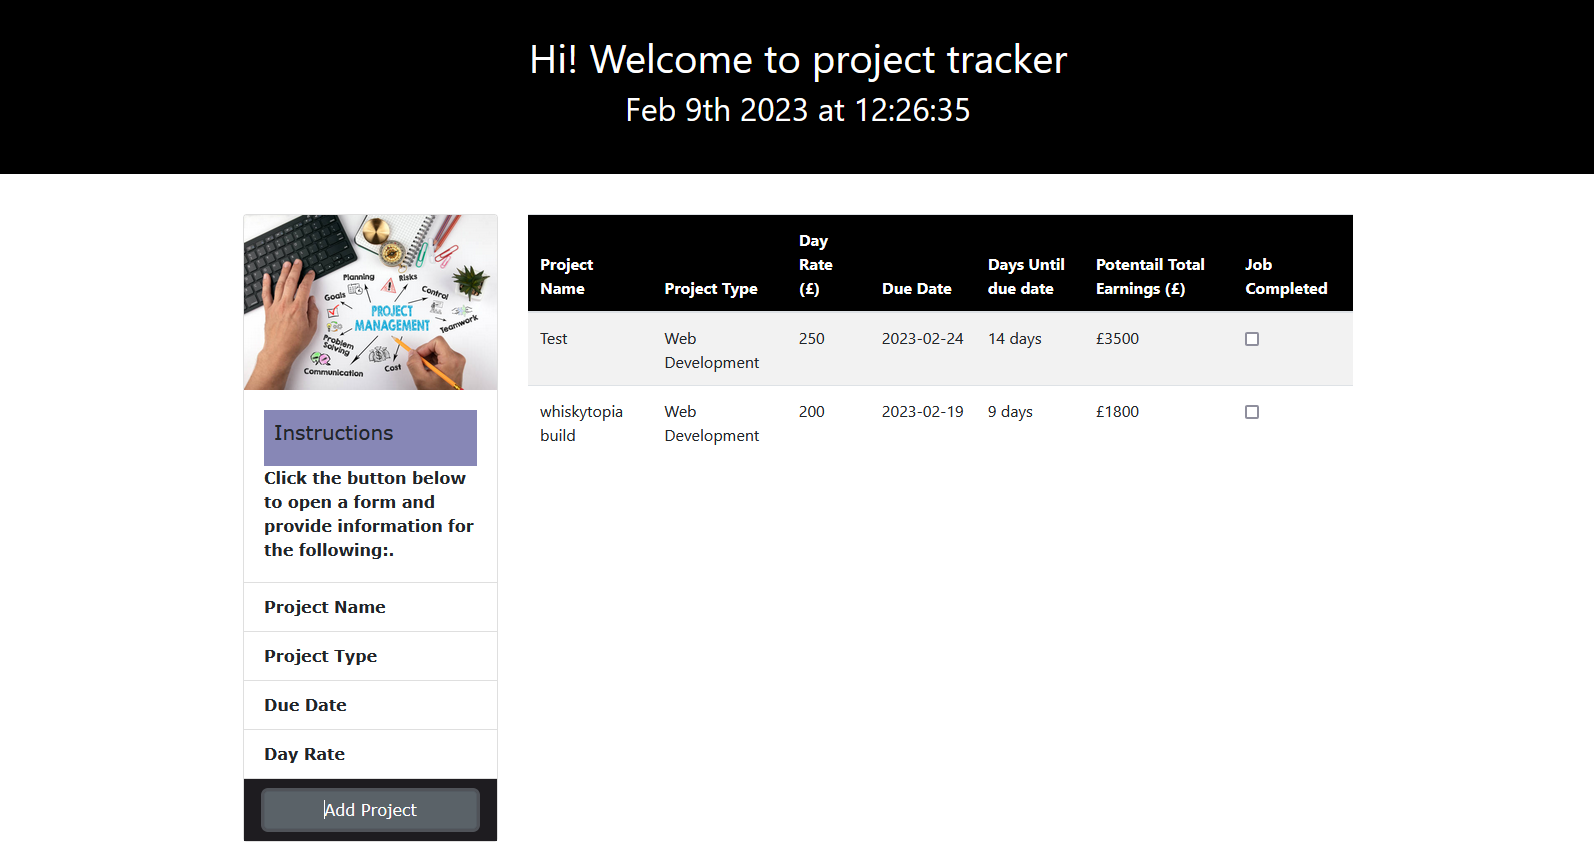 Hi! Welcome to project tracker
Feb 9th 2023 at 12:26:35
Planning
Risks
Goals
Control
PROJECT
MANAGEMENT
Teamwork
Problem
Solving
Cost
Communication
Instructions
Click the button below
to open a form and
provide information for
the following:.
Project Name
Project Type
Due Date
Day Rate
Add Project
Project Name	Project Type	Day Rate (£)	Due Date	Days Until due date	Potentail Total Earnings (£)	Job Completed
Test	Web Development	250	2023-02-24	14 days	£3500
whiskytopia build	Web Development	200	2023-02-19	9 days	£1800